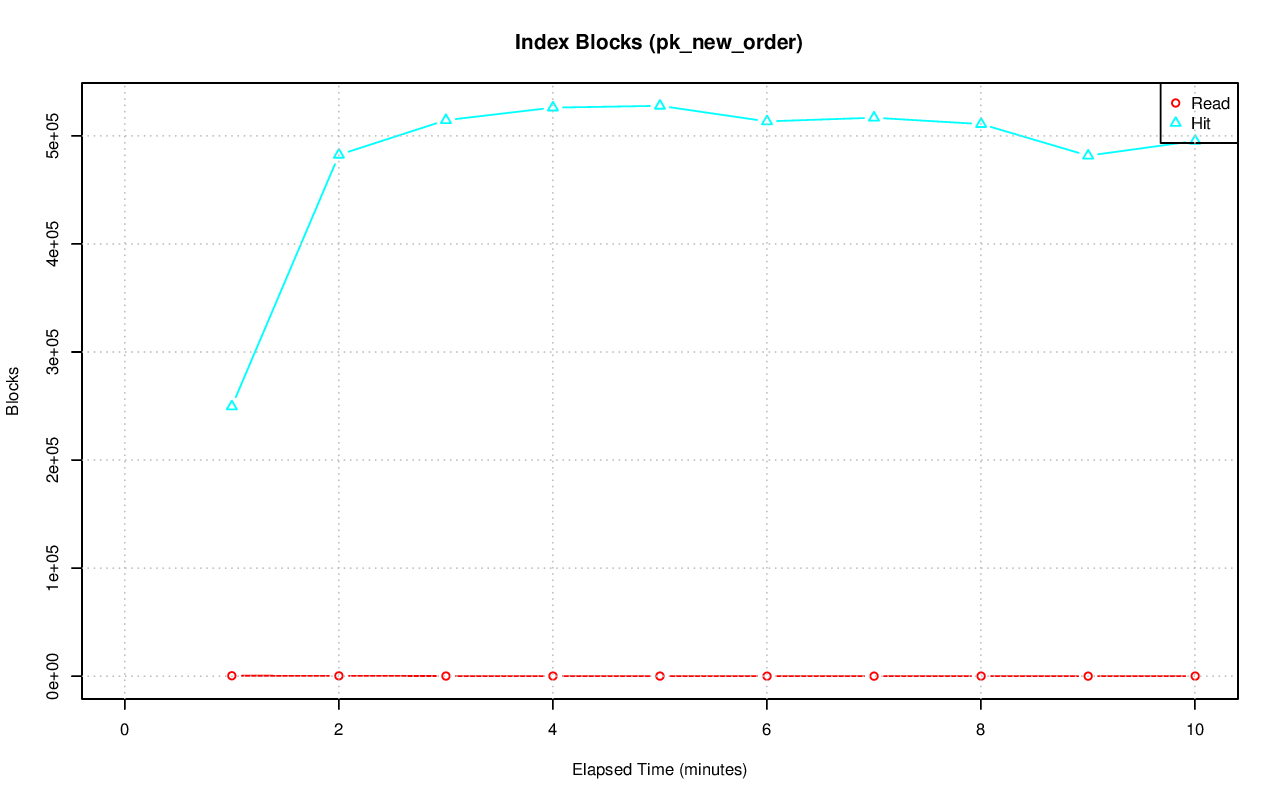 Index Blocks (pk_new_order)
Read
Hit
Blocks
5e+05
4e+05
3e+05
2e+05
1e+05
0e+00
0 2 4 6 8 10
Elapsed Time (minutes)